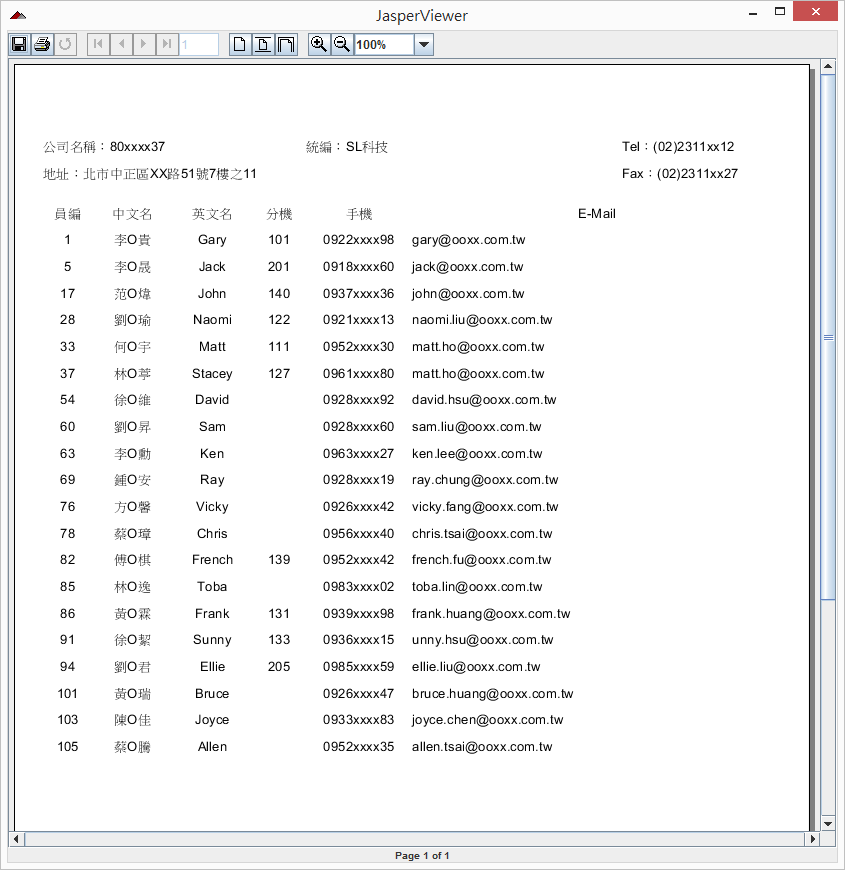 JasperViewer
1 100%
公司名稱：80xxxx37 統編：SL科技 Tel：(02)2311xx12
地址：北市中正區XX路51號7樓之11 Fax：(02)2311xx27
員編 中文名 英文名 分機 手機 E-Mail
1 李O貴 Gary 101 0922xxxx98 gary@ooxx.com.tw
5 李O晟 Jack 201 0918xxxx60 jack@ooxx.com.tw
17 范O煒 John 140 0937xxxx36 john@ooxx.com.tw
28 劉O瑜 Naomi 122 0921xxxx13 naomi.liu@ooxx.com.tw
33 何O宇 Matt 111 0952xxxx30 matt.ho@ooxx.com.tw
37 林O葶 Stacey 127 0961xxxx80 matt.ho@ooxx.com.tw
54 徐O維 David 0928xxxx92 david.hsu@ooxx.com.tw
60 劉O昇 Sam 0928xxxx60 sam.liu@ooxx.com.tw
63 李O勳 Ken 0963xxxx27 ken.lee@ooxx.com.tw
69 鍾O安 Ray 0928xxxx19 ray.chung@ooxx.com.tw
76 方O馨 Vicky 0926xxxx42 vicky.fang@ooxx.com.tw
78 蔡O璋 Chris 0956xxxx40 chris.tsai@ooxx.com.tw
82 傅O棋 French 139 0952xxxx42 french.fu@ooxx.com.tw
85 林O逸 Toba 0983xxxx02 toba.lin@ooxx.com.tw
86 黃O霖 Frank 131 0939xxxx98 frank.huang@ooxx.com.tw
91 徐O絜 Sunny 133 0936xxxx15 unny.hsu@ooxx.com.tw
94 劉O君 Ellie 205 0985xxxx59 ellie.liu@ooxx.com.tw
101 黃O瑞 Bruce 0926xxxx47 bruce.huang@ooxx.com.tw
103 陳O佳 Joyce 0933xxxx83 joyce.chen@ooxx.com.tw
105 蔡O騰 Allen 0952xxxx35 allen.tsai@ooxx.com.tw
Page 1 of 1